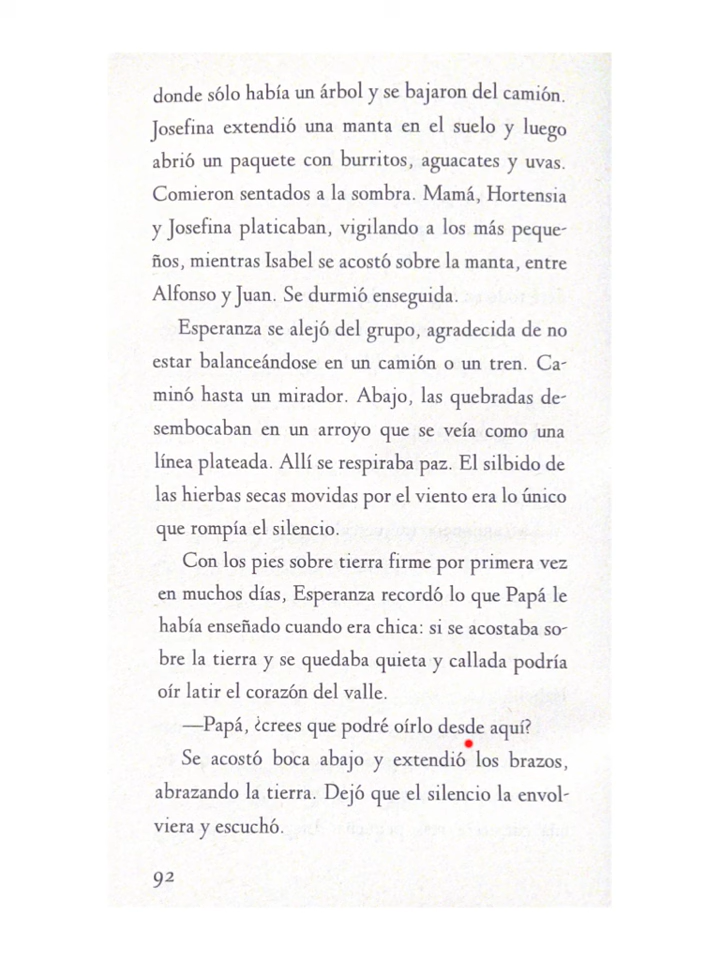 donde sólo había un árbol y se bajaron del camión.
Josefina extendió una manta en el suelo y luego
abrió un paquete con burritos, aguacates y uvas.
Comieron sentados a la sombra. Mamá, Hortensia
y Josefina platicaban, vigilando a los más peque-
ños, mientras Isabel se acostó sobre la manta, entre
Alfonso y Juan. Se durmió enseguida.
Esperanza se alejó del grupo, agradecida de no
estar balanceándose en un camión o un tren. Ca-
minó hasta un mirador. Abajo, las quebradas de-
sembocaban en un arroyo que se veía como una
línea plateada. Allí se respiraba paz. El silbido de
las hierbas secas movidas por el viento era lo único
que rompía el silencio.
Con los pies sobre tierra firme por primera vez
en muchos días, Esperanza recordó lo que Papá le
había enseñado cuando era chica: si se acostaba so-
bre la tierra y se quedaba quieta y callada podría
oír latir el corazón del valle.
—Papá, ¿crees que podré oírlo desde aquí?
Se acostó boca abajo y extendió los brazos,
abrazando la tierra. Dejó que el silencio la envol-
viera y escuchó.
92